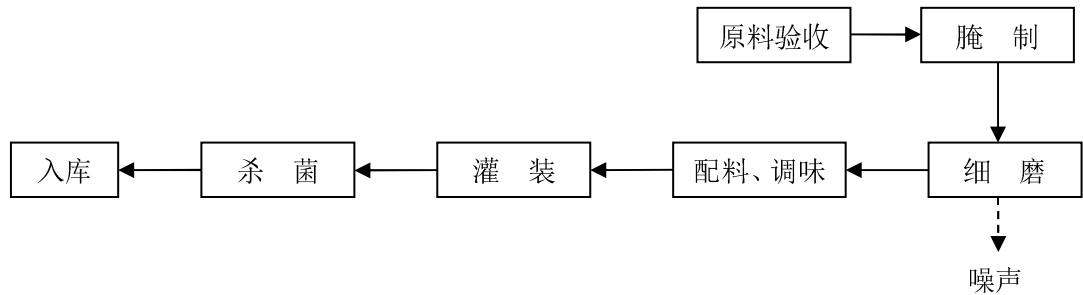 原料验收 腌 制
入库 杀 菌 灌 装 配料、调味 细 磨
噪声